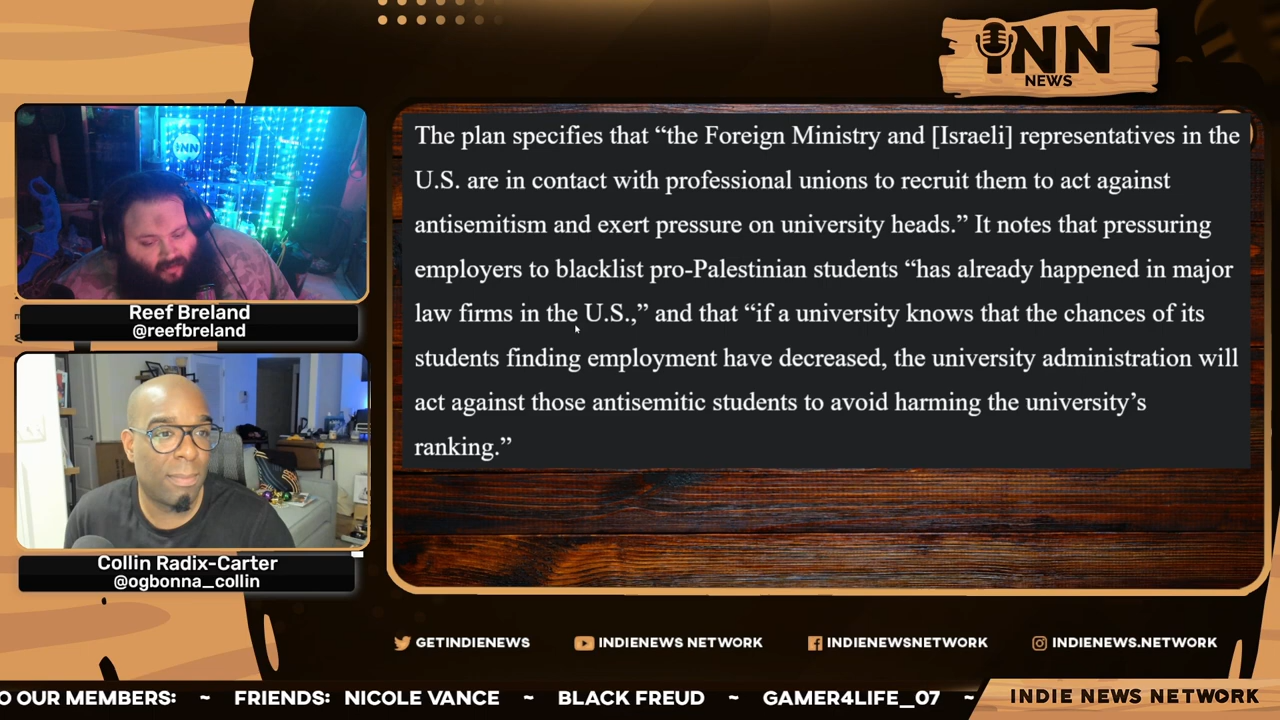 INN
NEWS
The plan specifies that “the Foreign Ministry and [Israeli] representatives in the
U.S. are in contact with professional unions to recruit them to act against
antisemitism and exert pressure on university heads.” It notes that pressuring
employers to blacklist pro-Palestinian students “has already happened in major
law firms in the U.S.,” and that “if a university knows that the chances of its
students finding employment have decreased, the university administration will
act against those antisemitic students to avoid harming the university’s
ranking.”
INN
Reef Breland
@reefbreland
Collin Radix-Carter
@ogbonna_collin
GETINDIENEWS
INDIENEWS NETWORK
INDIENEWSNETWORK
INDIENEWS.NETWORK
O OUR MEMBERS: ~ FRIENDS: NICOLE VANCE ~ BLACK FREUD ~ GAMER4LIFE_07 ~
INDIE NEWS NETWORK